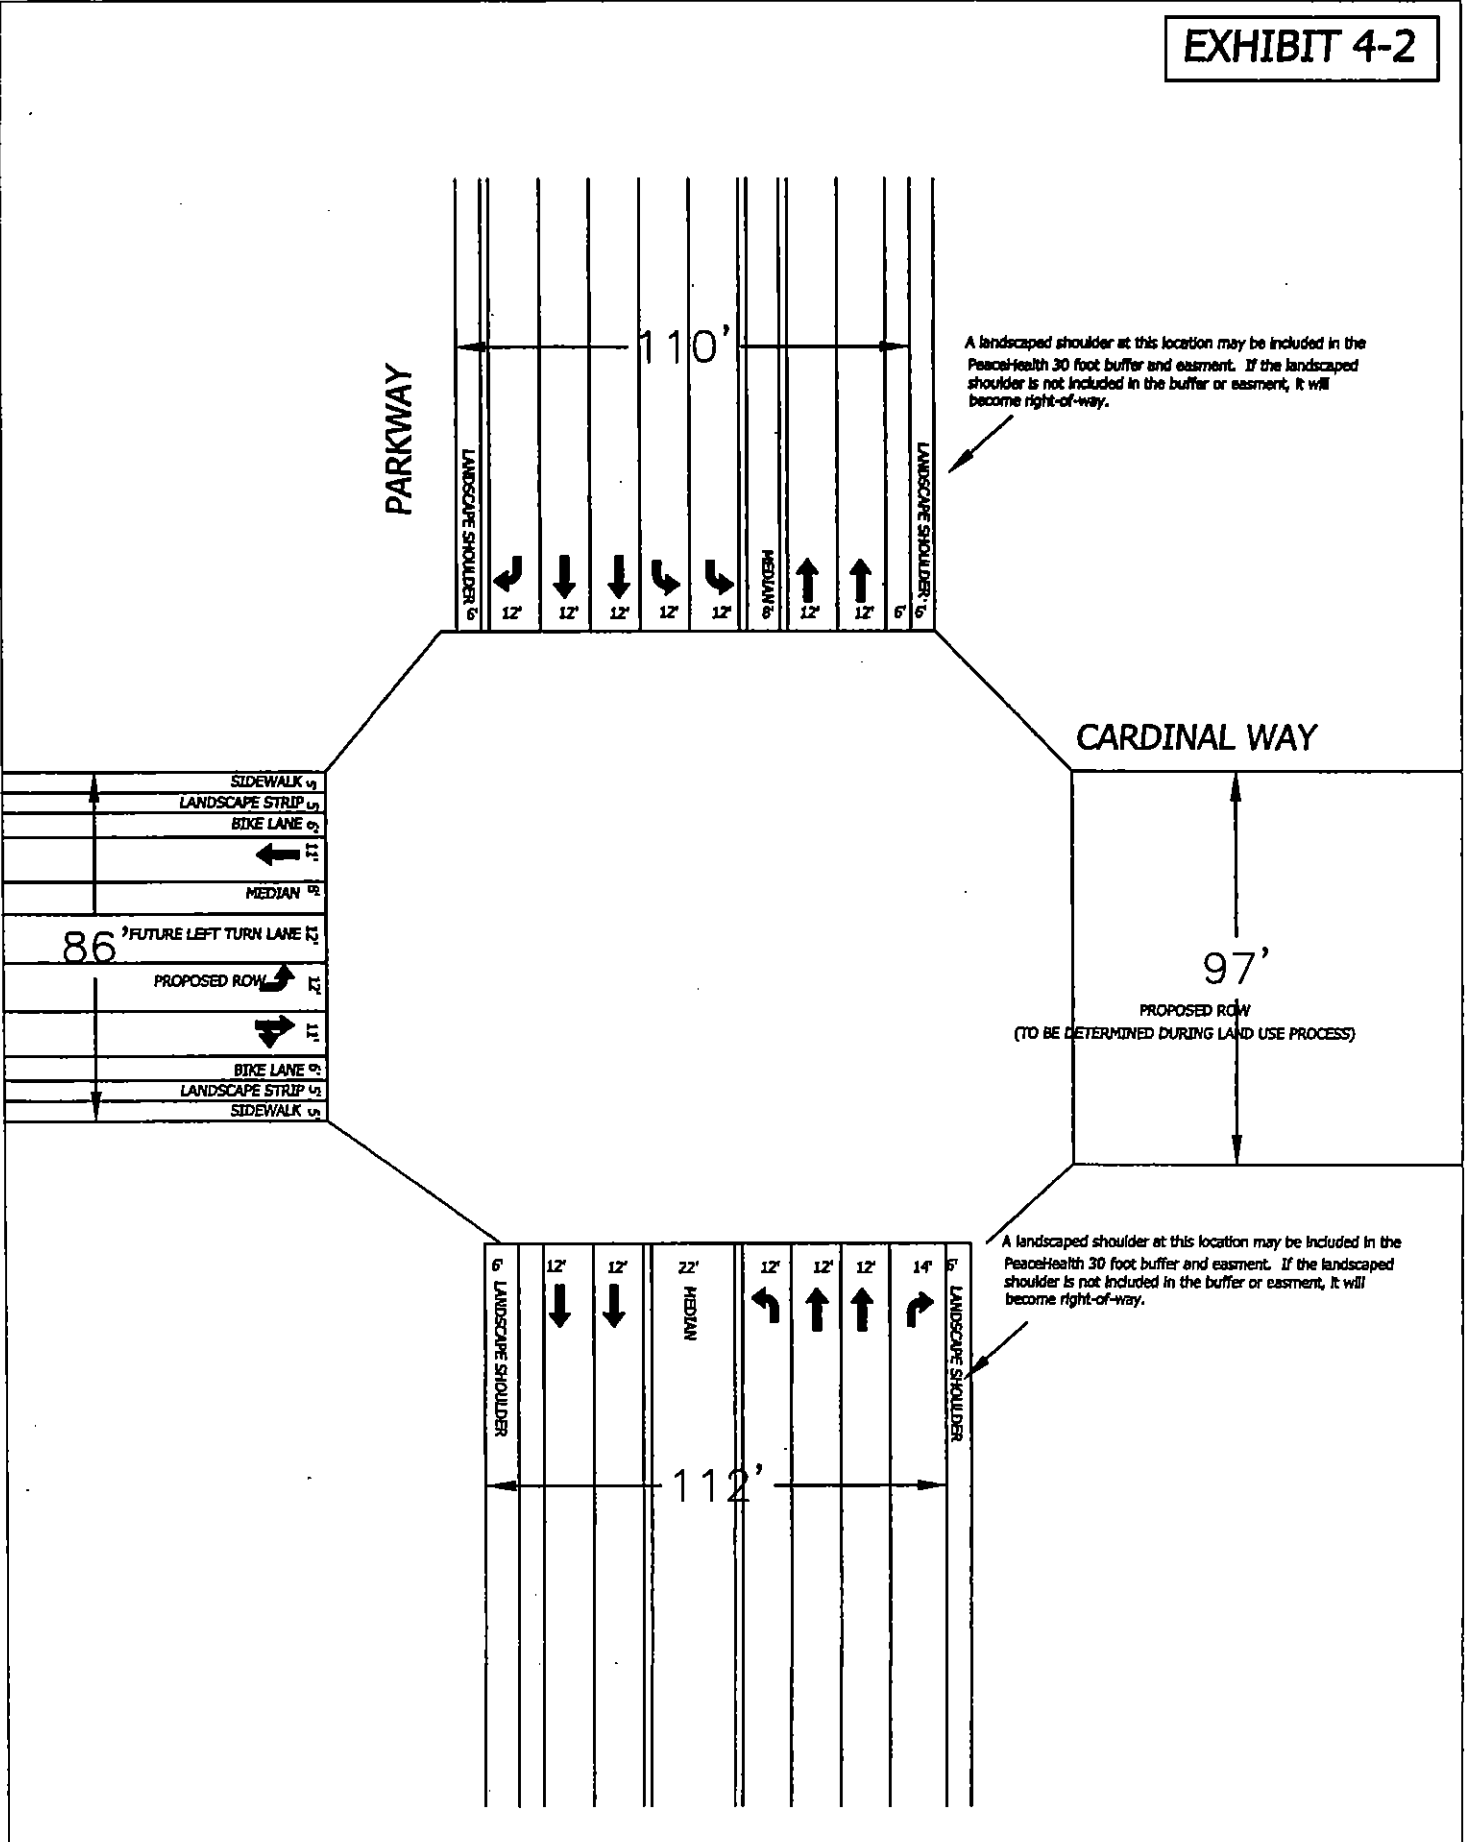 EXHIBIT 4-2
110'
A landscaped shoulder at this location may be included in the
PeaceHealth 30 foot buffer and easment. If the landscaped
shoulder is not included in the buffer or easment, it will
become right-of-way.
PARKWAY
LANDSCAPE SHOULDER 6'
12'
12'
12'
12'
12'
MEDIAN 8'
12'
12'
6'
6'
LANDSCAPE SHOULDER
CARDINAL WAY
SIDEWALK 5'
LANDSCAPE STRIP 5'
BIKE LANE 6'
11'
MEDIAN 8'
86'
FUTURE LEFT TURN LANE 12'
PROPOSED ROW 12'
11'
BIKE LANE 6'
LANDSCAPE STRIP 5'
SIDEWALK 5'
97'
PROPOSED ROW
(TO BE DETERMINED DURING LAND USE PROCESS)
6' LANDSCAPE SHOULDER
12'
12'
22'
MEDIAN
12'
12'
12'
14'
6'
LANDSCAPE SHOULDER
A landscaped shoulder at this location may be included in the
PeaceHealth 30 foot buffer and easment. If the landscaped
shoulder is not included in the buffer or easment, it will
become right-of-way.
112'